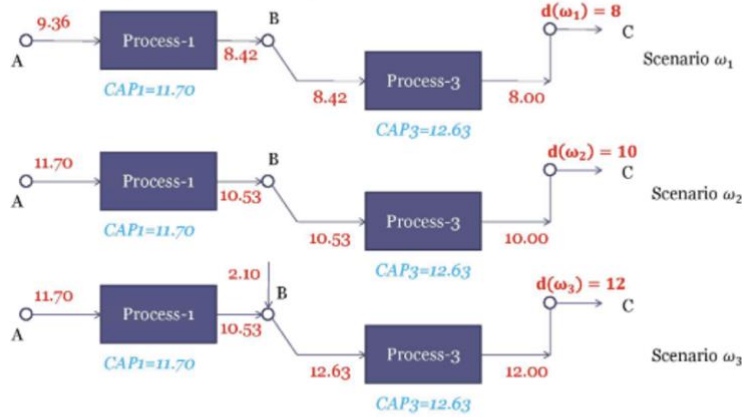 9.36
A
Process-1
CAP1=11.70
8.42
B
8.42
Process-3
CAP3=12.63
8.00
d(ω₁) = 8
C
Scenario ω₁
11.70
A
Process-1
CAP1=11.70
10.53
B
10.53
Process-3
CAP3=12.63
10.00
d(ω₂) = 10
C
Scenario ω₂
11.70
A
Process-1
CAP1=11.70
10.53
2.10
B
12.63
Process-3
CAP3=12.63
12.00
d(ω₃) = 12
C
Scenario ω₃